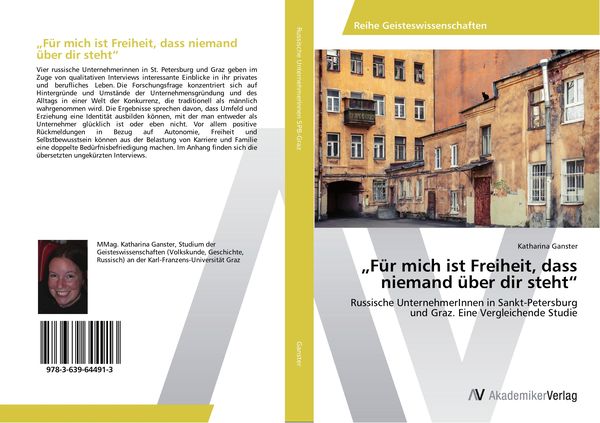 „Für mich ist Freiheit, dass niemand
über dir steht“
Vier russische Unternehmerinnen in St. Petersburg und Graz geben im
Zuge von qualitativen Interviews interessante Einblicke in ihr privates
und berufliches Leben. Die Forschungsfrage konzentriert sich auf
Hintergründe und Umstände der Unternehmensgründung und des
Alltags in einer Welt der Konkurrenz, die traditionell als männlich
wahrgenommen wird. Die Ergebnisse sprechen davon, dass Umfeld und
Erziehung eine Identität ausbilden können, mit der man entweder als
Unternehmer glücklich ist oder eben nicht. Vor allem positive
Rückmeldungen in Bezug auf Autonomie, Freiheit und
Selbstbewusstsein können aus der Belastung von Karriere und Familie
eine doppelte Bedürfnisbefriedigung machen. Im Anhang finden sich die
übersetzten ungekürzten Interviews.
MMag. Katharina Ganster, Studium der
Geisteswissenschaften (Volkskunde, Geschichte,
Russisch) an der Karl-Franzens-Universität Graz
978-3-639-64491-3
Russische UnternehmerInnen SPB-Graz
Ganster
Reihe Geisteswissenschaften
Katharina Ganster
„Für mich ist Freiheit, dass
niemand über dir steht“
Russische UnternehmerInnen in Sankt-Petersburg
und Graz. Eine Vergleichende Studie
AV AkademikerVerlag